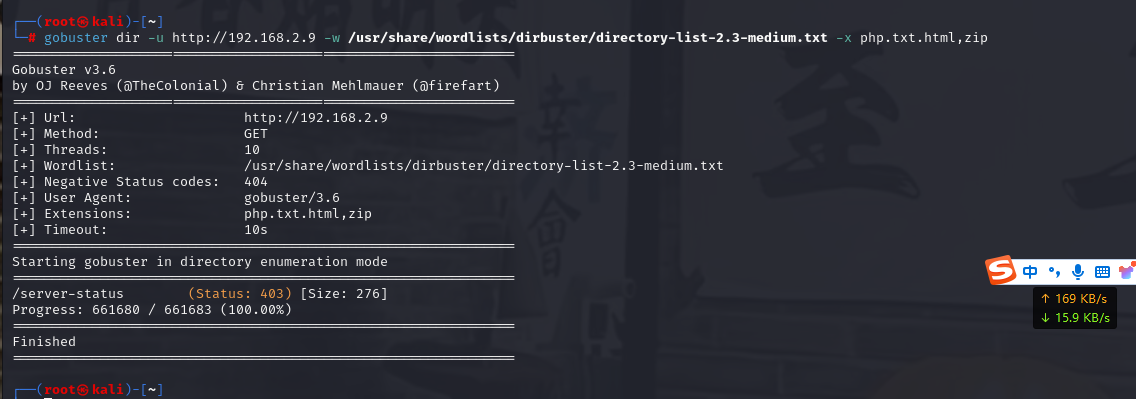 ┌──(root㉿kali)-[~]
└─# gobuster dir -u http://192.168.2.9 -w /usr/share/wordlists/dirbuster/directory-list-2.3-medium.txt -x php.txt.html,zip
===============================================================
Gobuster v3.6
by OJ Reeves (@TheColonial) & Christian Mehlmauer (@firefart)
===============================================================
[+] Url: http://192.168.2.9
[+] Method: GET
[+] Threads: 10
[+] Wordlist: /usr/share/wordlists/dirbuster/directory-list-2.3-medium.txt
[+] Negative Status codes: 404
[+] User Agent: gobuster/3.6
[+] Extensions: php.txt.html,zip
[+] Timeout: 10s
===============================================================
Starting gobuster in directory enumeration mode
===============================================================
/server-status (Status: 403) [Size: 276]
Progress: 661680 / 661683 (100.00%)
===============================================================
Finished
===============================================================
┌──(root㉿kali)-[~]
至
幸
會
S中
↑ 169 KB/s
↓ 15.9 KB/s